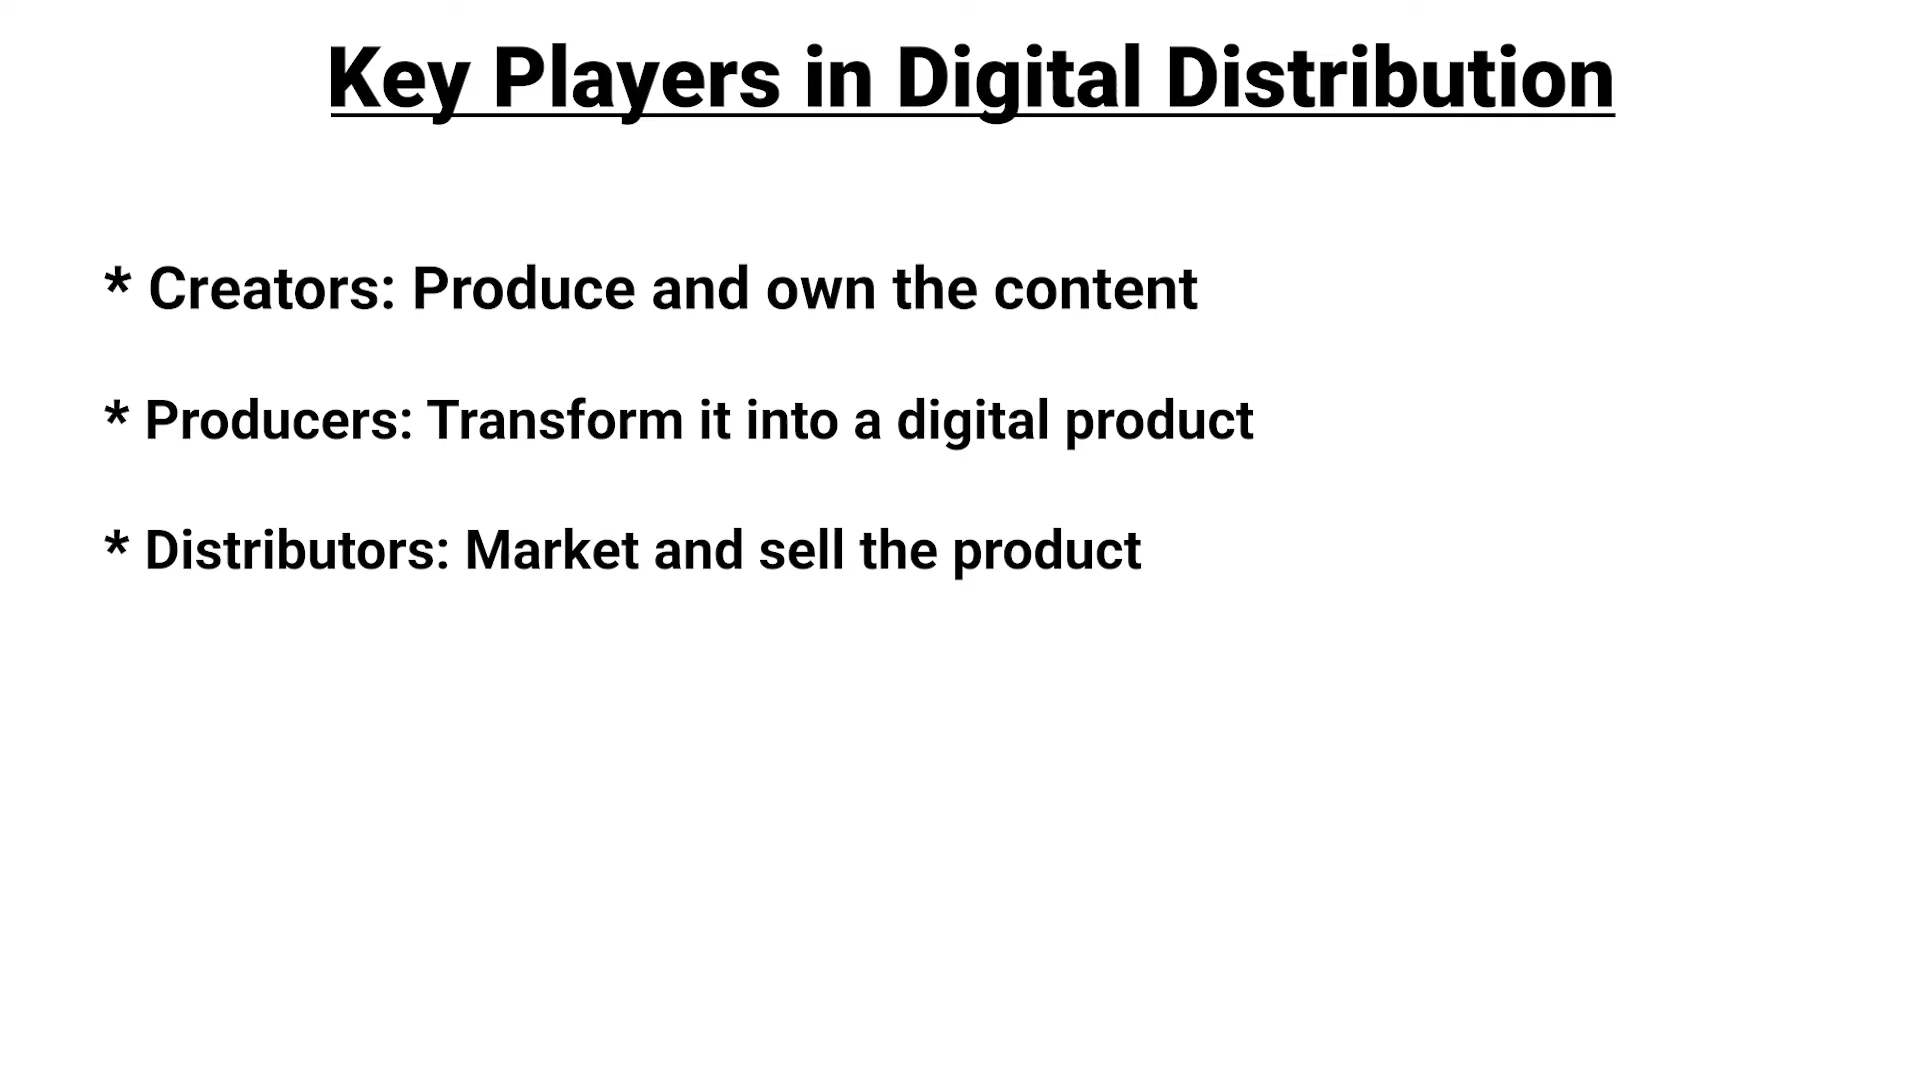 Key Players in Digital Distribution
* Creators: Produce and own the content
* Producers: Transform it into a digital product
* Distributors: Market and sell the product